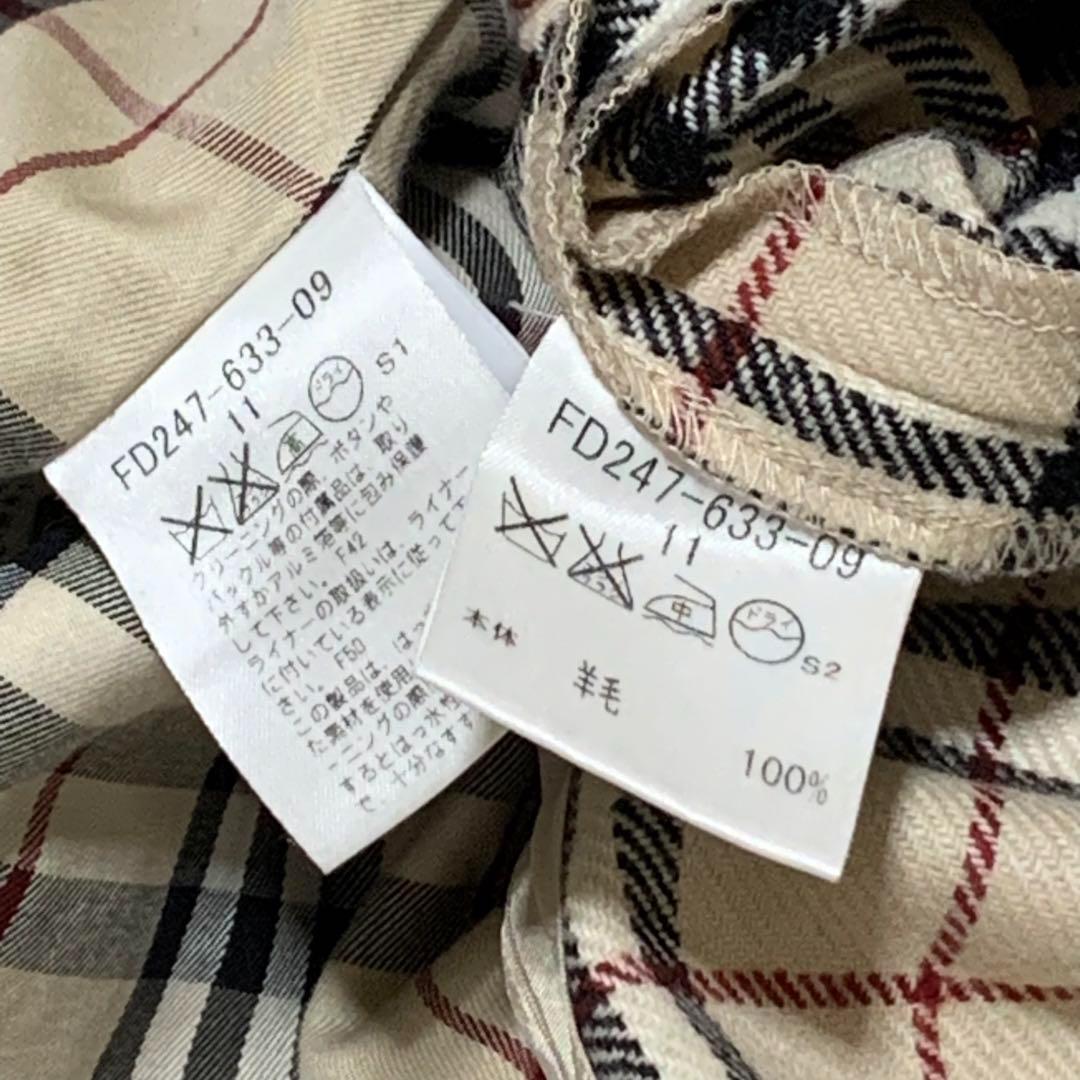 FD247-633-09
11
ドライ
高
S1
クリーニングの際、ボタンや
バックル等の付属品は、取り
外すかアルミ箔等に包み保護
して下さい。 F42
ライナーの取扱いは、ライナー
に付いている表示に従って下
さい。 F50
この製品は、はっ
た素材を使用
ーニングの際
するとはっ水性
で、十分なすす
FD247-633-09
11
中
ドライ
S2
本体
羊毛
100%